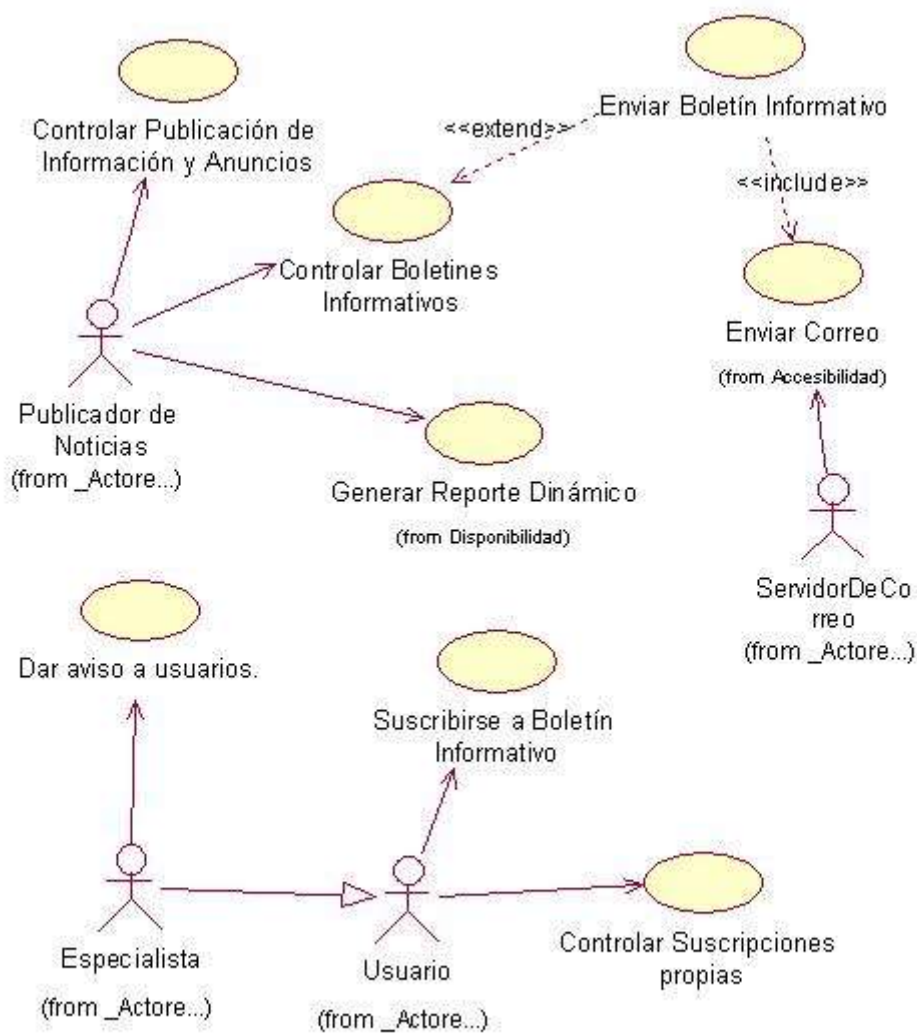 Enviar Boletín Informativo
Controlar Publicación de
Información y Anuncios
<<extend>>
<<include>>
Controlar Boletines
Informativos
Enviar Correo
(from Accesibilidad)
Publicador de
Noticias
(from _Actore...)
Generar Reporte Dinámico
(from Disponibilidad)
ServidorDeCo
rreo
(from _Actore...)
Dar aviso a usuarios.
Suscribirse a Boletín
Informativo
Especialista
(from _Actore...)
Usuario
(from _Actore...)
Controlar Suscripciones
propias